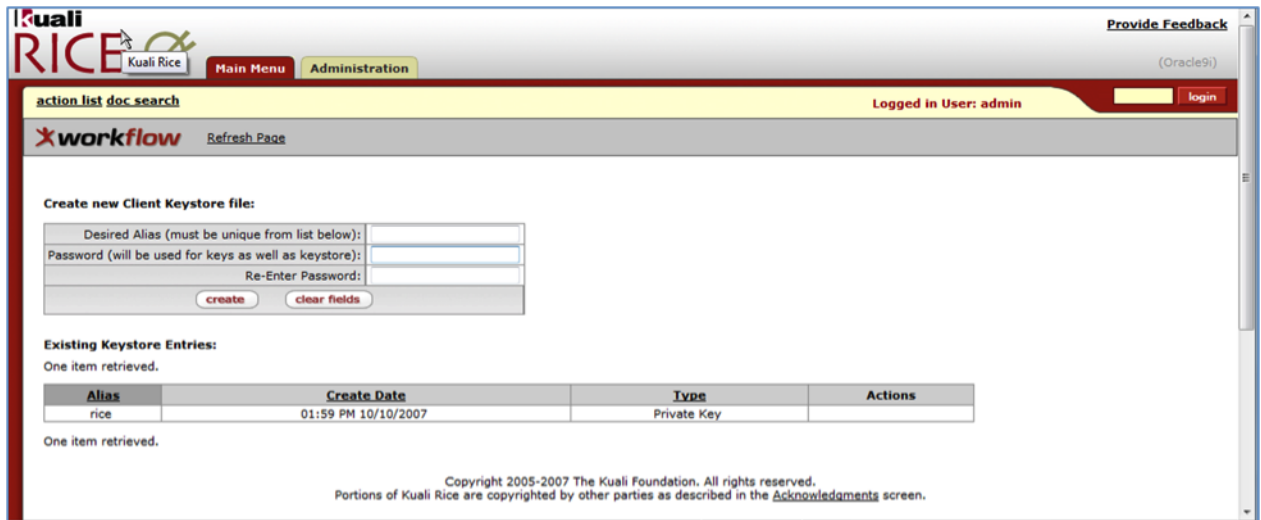 Kuali
RICE
Kuali Rice
Main Menu Administration
Provide Feedback
(Oracle9i)
action list doc search Logged in User: admin login
workflow Refresh Page
Create new Client Keystore file:
Desired Alias (must be unique from list below):
Password (will be used for keys as well as keystore):
Re-Enter Password:
create clear fields
Existing Keystore Entries:
One item retrieved.
Alias Create Date Type Actions
rice 01:59 PM 10/10/2007 Private Key
One item retrieved.
Copyright 2005-2007 The Kuali Foundation. All rights reserved.
Portions of Kuali Rice are copyrighted by other parties as described in the Acknowledgments screen.